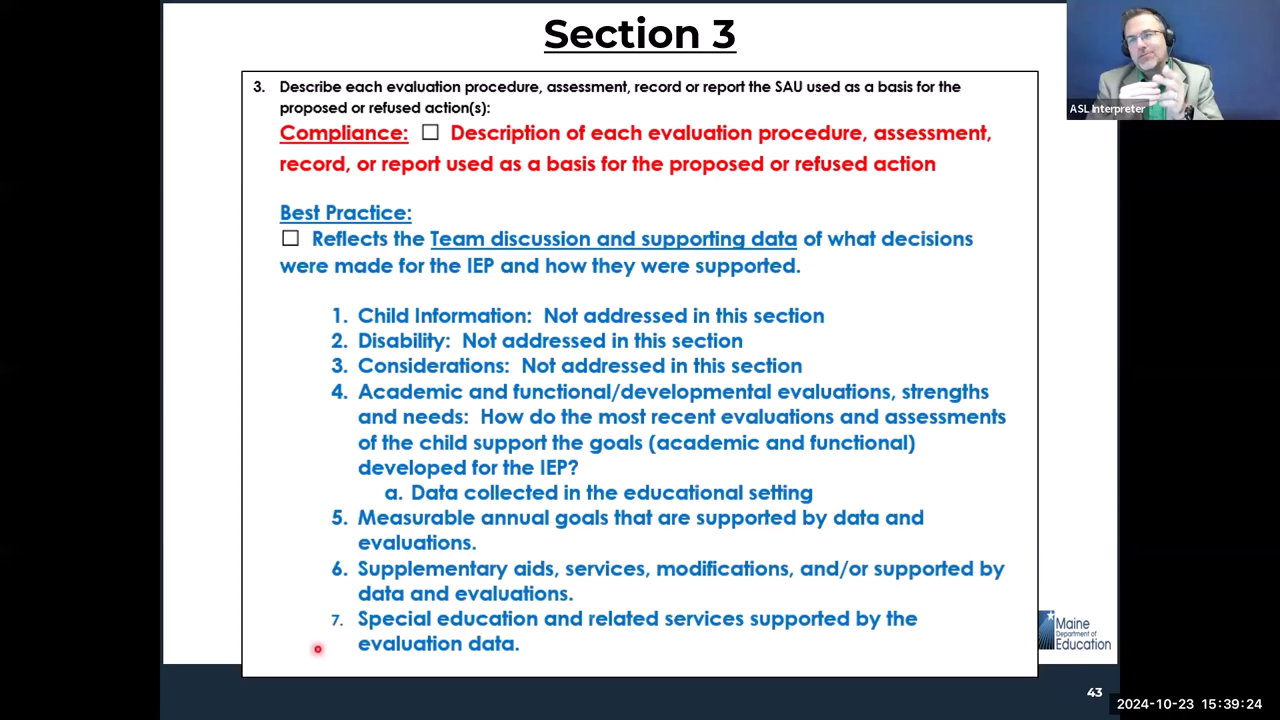 Section 3
3. Describe each evaluation procedure, assessment, record or report the SAU used as a basis for the
proposed or refused action(s):
Compliance: ☐ Description of each evaluation procedure, assessment,
record, or report used as a basis for the proposed or refused action
Best Practice:
☐ Reflects the Team discussion and supporting data of what decisions
were made for the IEP and how they were supported.
1. Child Information: Not addressed in this section
2. Disability: Not addressed in this section
3. Considerations: Not addressed in this section
4. Academic and functional/developmental evaluations, strengths
and needs: How do the most recent evaluations and assessments
of the child support the goals (academic and functional)
developed for the IEP?
a. Data collected in the educational setting
5. Measurable annual goals that are supported by data and
evaluations.
6. Supplementary aids, services, modifications, and/or supported by
data and evaluations.
7. Special education and related services supported by the
evaluation data.
Maine
Department of
Education
43
ASL Interpreter
2024-10-23 15:39:24